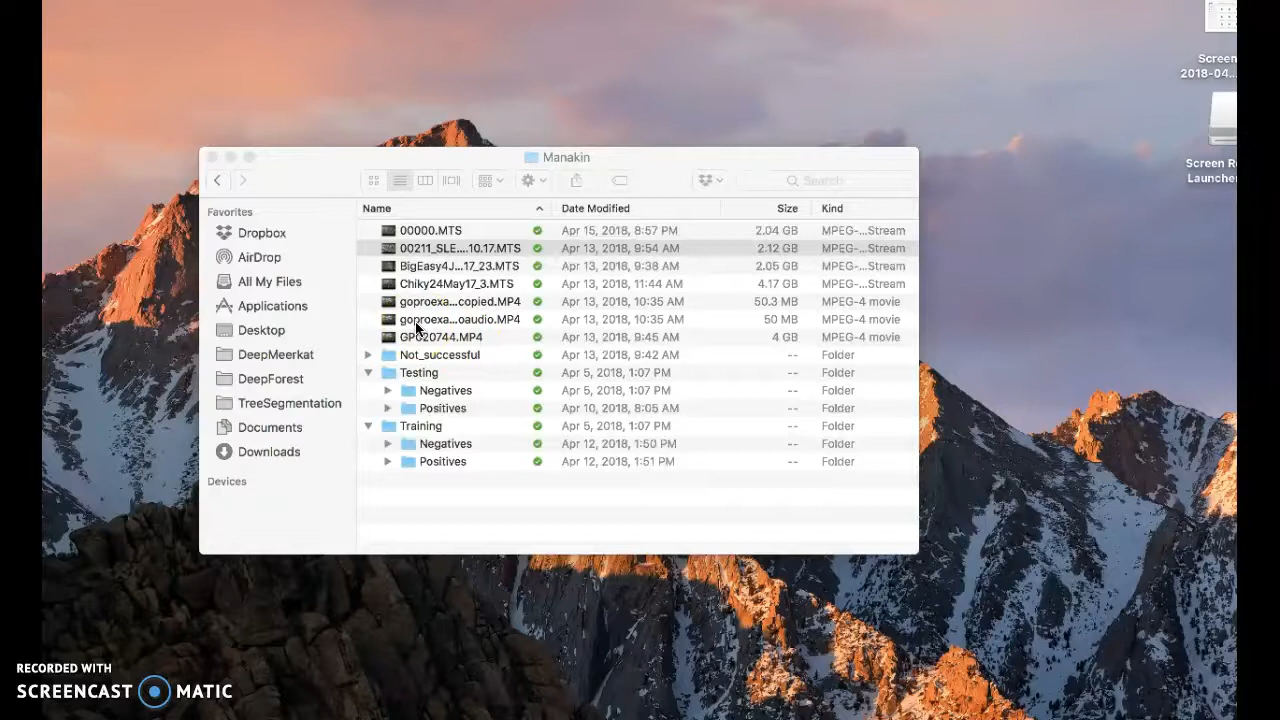 Screen
2018-04...
Screen Re
Launcher
Manakin
Search
Favorites
Dropbox
AirDrop
All My Files
Applications
Desktop
DeepMeerkat
DeepForest
TreeSegmentation
Documents
Downloads
Devices
Name Date Modified Size Kind
00000.MTS Apr 15, 2018, 8:57 PM 2.04 GB MPEG-...Stream
00211_SLE....10.17.MTS Apr 13, 2018, 9:54 AM 2.12 GB MPEG-...Stream
BigEasy4J...17_23.MTS Apr 13, 2018, 9:38 AM 2.05 GB MPEG-...Stream
Chiky24May17_3.MTS Apr 13, 2018, 11:44 AM 4.17 GB MPEG-...Stream
goproexa...copied.MP4 Apr 13, 2018, 10:35 AM 50.3 MB MPEG-4 movie
goproexa...oaudio.MP4 Apr 13, 2018, 10:35 AM 50 MB MPEG-4 movie
GP020744.MP4 Apr 13, 2018, 9:45 AM 4 GB MPEG-4 movie
Not_successful Apr 13, 2018, 9:42 AM -- Folder
Testing Apr 5, 2018, 1:07 PM -- Folder
Negatives Apr 5, 2018, 1:07 PM -- Folder
Positives Apr 10, 2018, 8:05 AM -- Folder
Training Apr 5, 2018, 1:07 PM -- Folder
Negatives Apr 12, 2018, 1:50 PM -- Folder
Positives Apr 12, 2018, 1:51 PM -- Folder
RECORDED WITH
SCREENCAST MATIC